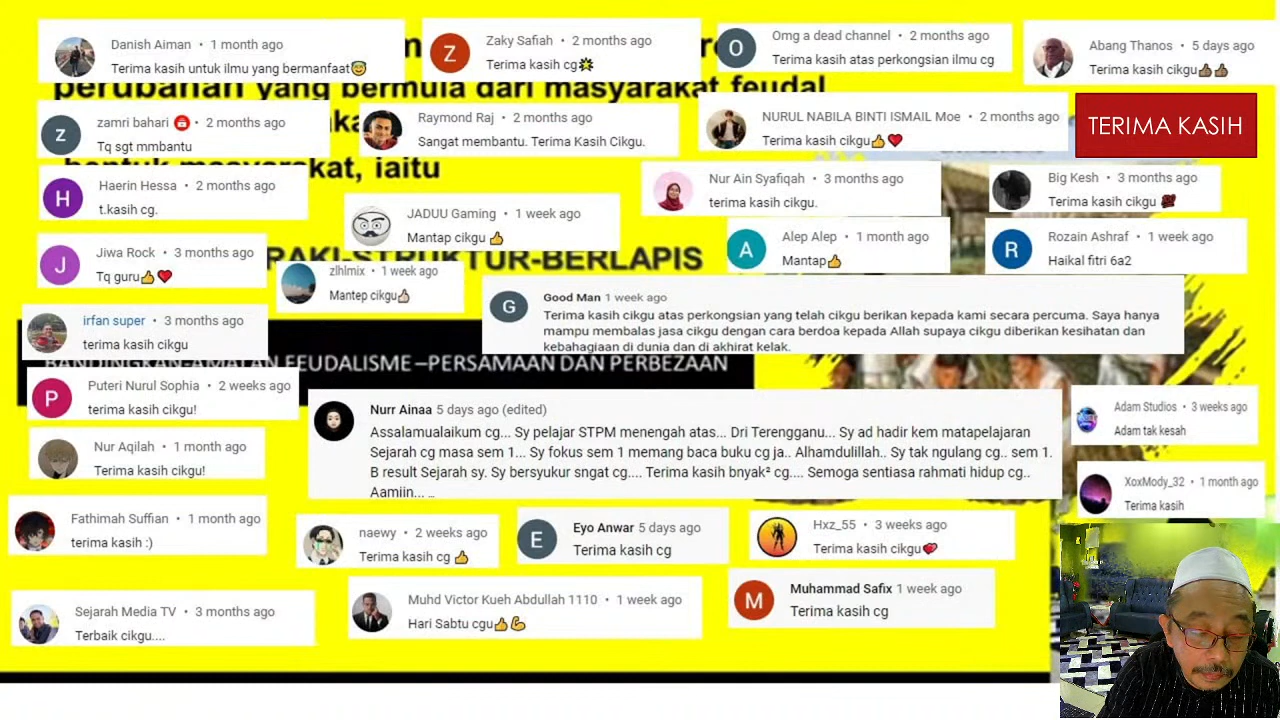 Danish Aiman • 1 month ago
Terima kasih untuk ilmu yang bermanfaat😇
Z
Zaky Safiah • 2 months ago
Terima kasih cg🌟
O
Omg a dead channel • 2 months ago
Terima kasih atas perkongsian ilmu cg
Abang Thanos • 5 days ago
Terima kasih cikgu👍🏾👍🏾
perubahan yang bermula dari masyarakat feudal
z
zamri bahari • 2 months ago
Tq sgt mmbantu
Raymond Raj • 2 months ago
Sangat membantu. Terima Kasih Cikgu.
NURUL NABILA BINTI ISMAIL Moe • 2 months ago
Terima kasih cikgu👍❤️
TERIMA KASIH
bentuk masyarakat, iaitu
H
Haerin Hessa • 2 months ago
t.kasih cg.
JADUU Gaming • 1 week ago
Mantap cikgu 👍
Nur Ain Syafiqah • 3 months ago
terima kasih cikgu.
Big Kesh • 3 months ago
Terima kasih cikgu 💯
J
Jiwa Rock • 3 months ago
Tq guru👍❤️
RAKI-STRUKTUR-BERLAPIS
zlhlmix • 1 week ago
Mantep cikgu👍🏻
A
Alep Alep • 1 month ago
Mantap👍
R
Rozain Ashraf • 1 week ago
Haikal fitri 6a2
irfan super • 3 months ago
terima kasih cikgu
G
Good Man 1 week ago
Terima kasih cikgu atas perkongsian yang telah cikgu berikan kepada kami secara percuma. Saya hanya
mampu membalas jasa cikgu dengan cara berdoa kepada Allah supaya cikgu diberikan kesihatan dan
kebahagiaan di dunia dan di akhirat kelak.
BANDINGKAN-AMALAN FEUDALISME –PERSAMAAN DAN PERBEZAAN
P
Puteri Nurul Sophia • 2 weeks ago
terima kasih cikgu!
Nurr Ainaa 5 days ago (edited)
Assalamualaikum cg... Sy pelajar STPM menengah atas... Dri Terengganu... Sy ad hadir kem matapelajaran
Sejarah cg masa sem 1... Sy fokus sem 1 memang baca buku cg ja.. Alhamdulillah.. Sy tak ngulang cg.. sem 1.
B result Sejarah sy. Sy bersyukur sngat cg.... Terima kasih bnyak² cg.... Semoga sentiasa rahmati hidup cg..
Aamiin... ...
Adam Studios • 3 weeks ago
Adam tak kesah
Nur Aqilah • 1 month ago
Terima kasih cikgu!
XoxMody_32 • 1 month ago
Terima kasih
Fathimah Suffian • 1 month ago
terima kasih :)
naewy • 2 weeks ago
Terima kasih cg 👍
E
Eyo Anwar 5 days ago
Terima kasih cg
Hxz_55 • 3 weeks ago
Terima kasih cikgu💕
Sejarah Media TV • 3 months ago
Terbaik cikgu....
Muhd Victor Kueh Abdullah 1110 • 1 week ago
Hari Sabtu cgu👍💪
M
Muhammad Safix 1 week ago
Terima kasih cg